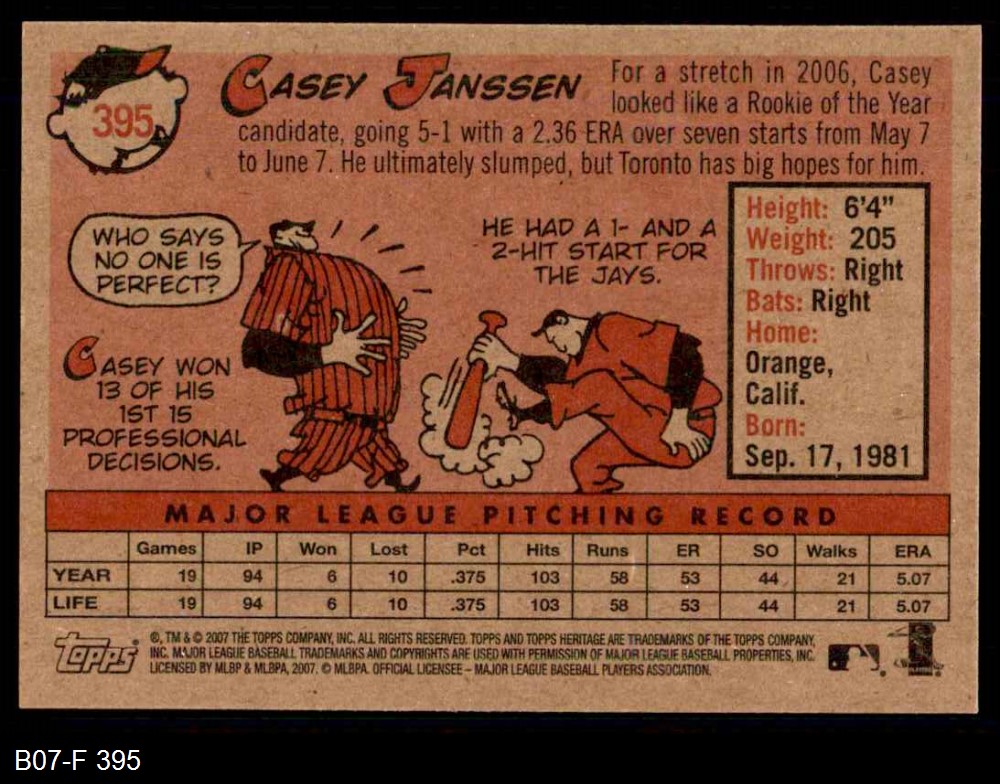 395
CASEY JANSSEN
For a stretch in 2006, Casey
looked like a Rookie of the Year
candidate, going 5-1 with a 2.36 ERA over seven starts from May 7
to June 7. He ultimately slumped, but Toronto has big hopes for him.
WHO SAYS
NO ONE IS
PERFECT?
CASEY WON
13 OF HIS
1ST 15
PROFESSIONAL
DECISIONS.
HE HAD A 1- AND A
2-HIT START FOR
THE JAYS.
Height: 6'4"
Weight: 205
Throws: Right
Bats: Right
Home:
Orange,
Calif.
Born:
Sep. 17, 1981
MAJOR LEAGUE PITCHING RECORD
Games IP Won Lost Pct Hits Runs ER SO Walks ERA
YEAR 19 94 6 10 .375 103 58 53 44 21 5.07
LIFE 19 94 6 10 .375 103 58 53 44 21 5.07
Topps
®, TM & © 2007 THE TOPPS COMPANY, INC. ALL RIGHTS RESERVED. TOPPS AND TOPPS HERITAGE ARE TRADEMARKS OF THE TOPPS COMPANY,
INC. MAJOR LEAGUE BASEBALL TRADEMARKS AND COPYRIGHTS ARE USED WITH PERMISSION OF MAJOR LEAGUE BASEBALL PROPERTIES, INC.
LICENSED BY MLBP & MLBPA, 2007. © MLBPA. OFFICIAL LICENSEE – MAJOR LEAGUE BASEBALL PLAYERS ASSOCIATION.
B07-F 395